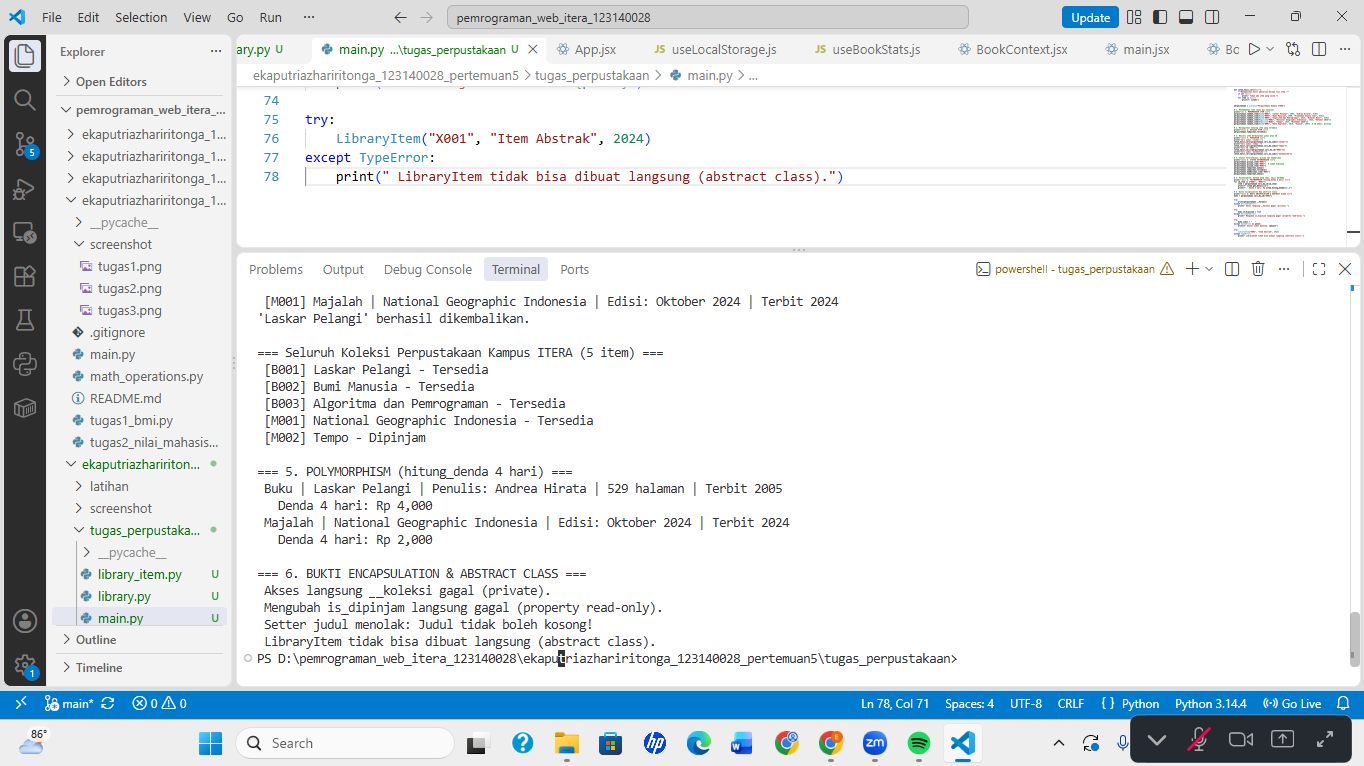 File Edit Selection View Go Run ··· pemrograman_web_itera_123140028 Update
Explorer ···
Open Editors
pemrograman_web_itera_...
ekaputriazhariritonga_1...
ekaputriazhariritonga_1...
ekaputriazhariritonga_1...
ekaputriazhariritonga_1...
__pycache__
screenshot
tugas1.png
tugas2.png
tugas3.png
.gitignore
main.py
math_operations.py
README.md
tugas1_bmi.py
tugas2_nilai_mahasis...
ekaputriazhaririton...
latihan
screenshot
tugas_perpustaka...
__pycache__
library_item.py U
library.py U
main.py U
Outline
Timeline
5
1
ary.py U main.py ...\tugas_perpustakaan U App.jsx JS useLocalStorage.js JS useBookStats.js BookContext.jsx main.jsx Bo
ekaputriazhariritonga_123140028_pertemuan5 > tugas_perpustakaan > main.py > ...
74
75 try:
76 LibraryItem("X001", "Item Abstrak", 2024)
77 except TypeError:
78 print(" LibraryItem tidak bisa dibuat langsung (abstract class).")
Problems Output Debug Console Terminal Ports powershell - tugas_perpustakaan
[M001] Majalah | National Geographic Indonesia | Edisi: Oktober 2024 | Terbit 2024
'Laskar Pelangi' berhasil dikembalikan.
=== Seluruh Koleksi Perpustakaan Kampus ITERA (5 item) ===
[B001] Laskar Pelangi - Tersedia
[B002] Bumi Manusia - Tersedia
[B003] Algoritma dan Pemrograman - Tersedia
[M001] National Geographic Indonesia - Tersedia
[M002] Tempo - Dipinjam
=== 5. POLYMORPHISM (hitung_denda 4 hari) ===
Buku | Laskar Pelangi | Penulis: Andrea Hirata | 529 halaman | Terbit 2005
Denda 4 hari: Rp 4,000
Majalah | National Geographic Indonesia | Edisi: Oktober 2024 | Terbit 2024
Denda 4 hari: Rp 2,000
=== 6. BUKTI ENCAPSULATION & ABSTRACT CLASS ===
Akses langsung __koleksi gagal (private).
Mengubah is_dipinjam langsung gagal (property read-only).
Setter judul menolak: Judul tidak boleh kosong!
LibraryItem tidak bisa dibuat langsung (abstract class).
PS D:\pemrograman_web_itera_123140028\ekaputriazhariritonga_123140028_pertemuan5\tugas_perpustakaan>
main* 0 0 Ln 78, Col 71 Spaces: 4 UTF-8 CRLF { } Python Python 3.14.4 Go Live
86° Search